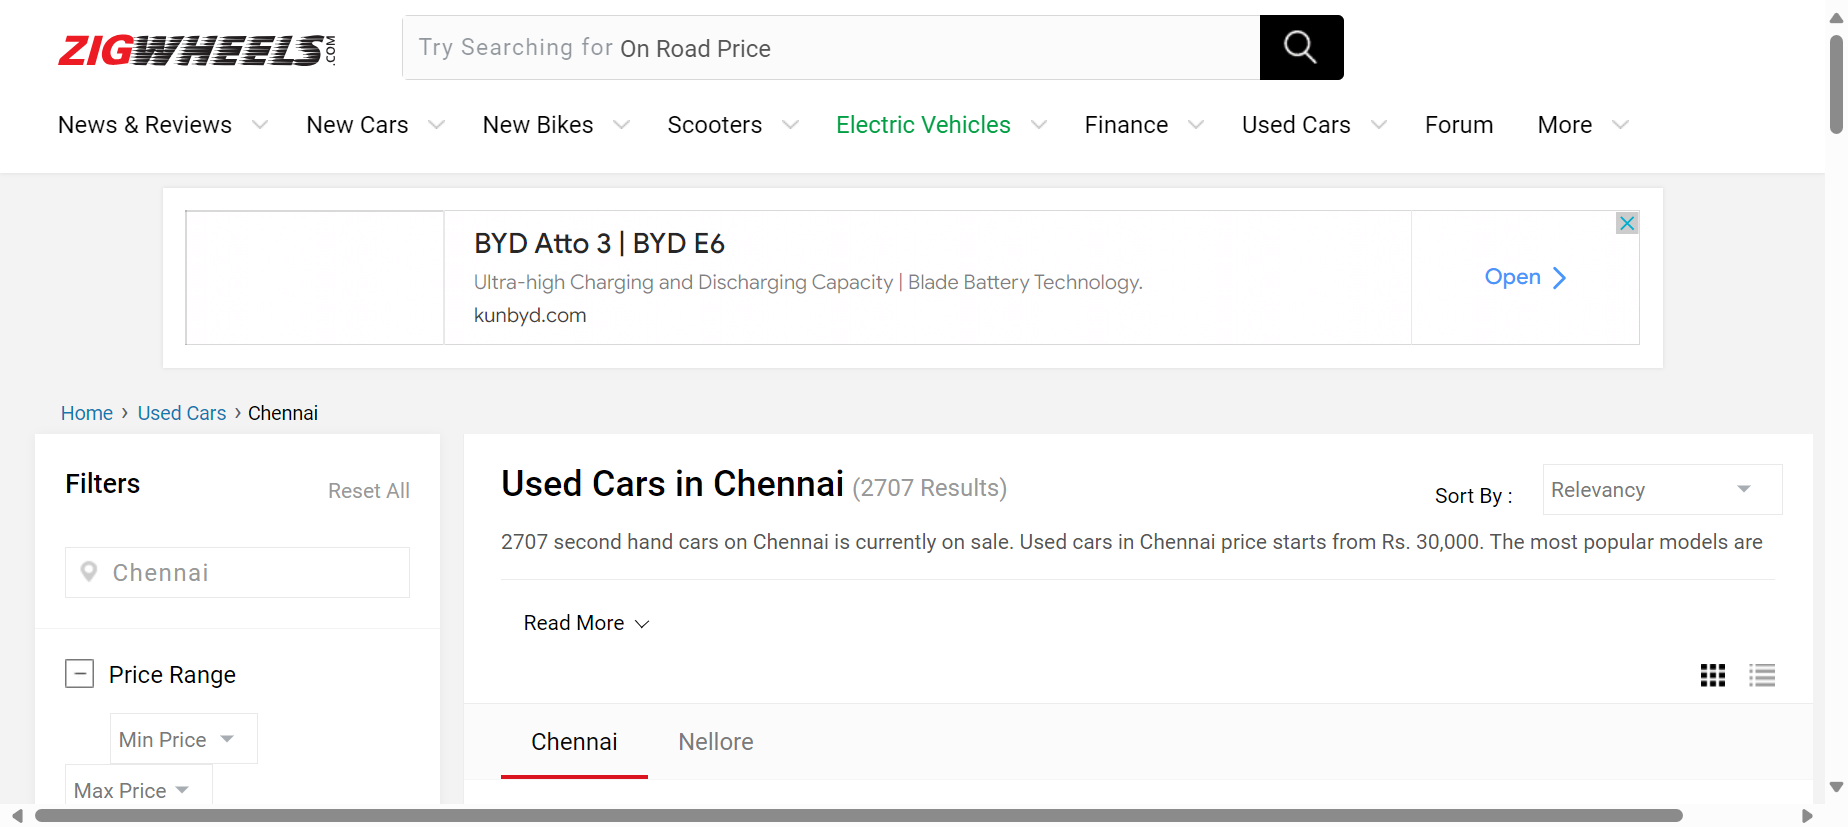 ZIGWHEELS.COM
Try Searching for On Road Price
News & Reviews New Cars New Bikes Scooters Electric Vehicles Finance Used Cars Forum More
BYD Atto 3 | BYD E6
Ultra-high Charging and Discharging Capacity | Blade Battery Technology.
kunbyd.com
Open
Home › Used Cars › Chennai
Filters
Reset All
Chennai
Price Range
Min Price
Max Price
Used Cars in Chennai (2707 Results)
Sort By :
Relevancy
2707 second hand cars on Chennai is currently on sale. Used cars in Chennai price starts from Rs. 30,000. The most popular models are
Read More
Chennai Nellore